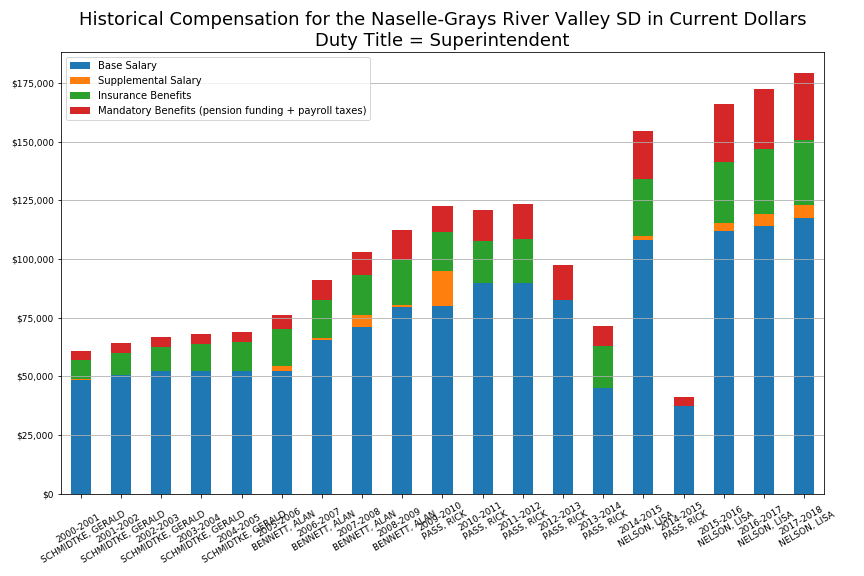 Historical Compensation for the Naselle-Grays River Valley SD in Current Dollars
Duty Title = Superintendent
Base Salary
Supplemental Salary
Insurance Benefits
Mandatory Benefits (pension funding + payroll taxes)
$175,000
$150,000
$125,000
$100,000
$75,000
$50,000
$25,000
$0
2000-2001
SCHMIDTKE, GERALD
2001-2002
SCHMIDTKE, GERALD
2002-2003
SCHMIDTKE, GERALD
2003-2004
SCHMIDTKE, GERALD
2004-2005
SCHMIDTKE, GERALD
2005-2006
BENNETT, ALAN
2006-2007
BENNETT, ALAN
2007-2008
BENNETT, ALAN
2008-2009
BENNETT, ALAN
2009-2010
PASS, RICK
2010-2011
PASS, RICK
2011-2012
PASS, RICK
2012-2013
PASS, RICK
2013-2014
PASS, RICK
2014-2015
NELSON, LISA
2014-2015
PASS, RICK
2015-2016
NELSON, LISA
2016-2017
NELSON, LISA
2017-2018
NELSON, LISA